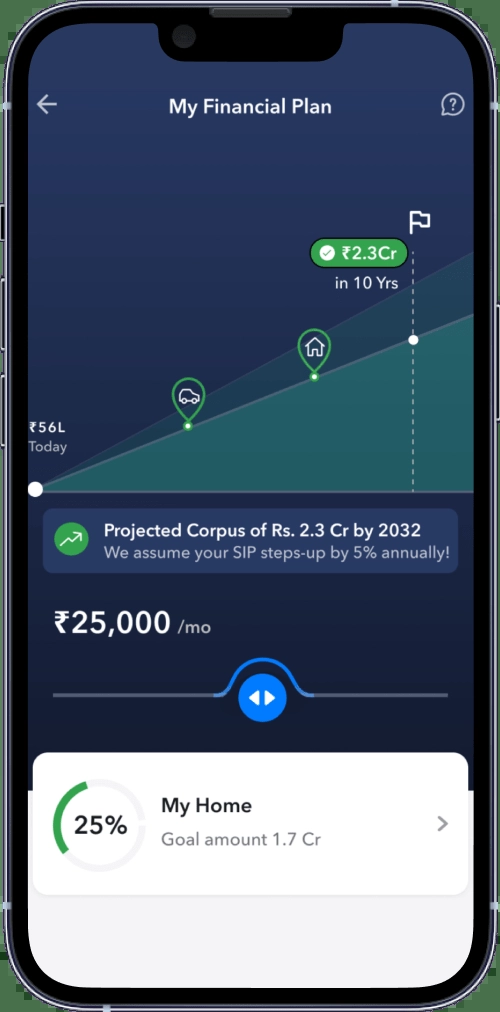 My Financial Plan
₹2.3Cr
in 10 Yrs
₹56L
Today
Projected Corpus of Rs. 2.3 Cr by 2032
We assume your SIP steps-up by 5% annually!
₹25,000 /mo
25%
My Home
Goal amount 1.7 Cr